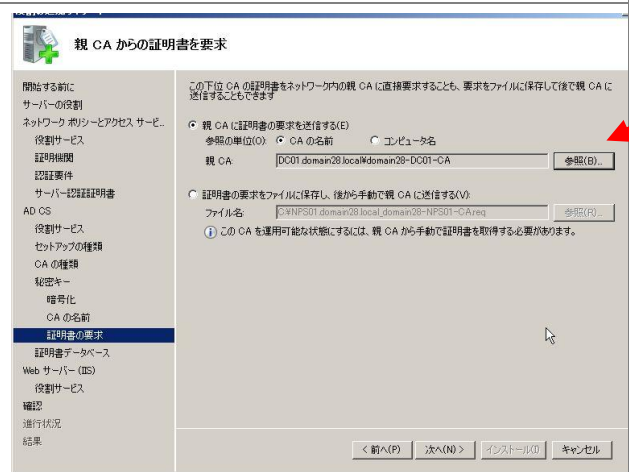 親 CA からの証明書を要求
開始する前に
サーバーの役割
ネットワーク ポリシーとアクセス サービ...
役割サービス
証明機関
認証要件
サーバー認証証明書
AD CS
役割サービス
セットアップの種類
CA の種類
秘密キー
暗号化
CA の名前
証明書の要求
証明書データベース
Web サーバー (IIS)
役割サービス
確認
進行状況
結果
この下位 CA の証明書をネットワーク内の親 CA に直接要求することも、要求をファイルに保存して後で親 CA に
送信することもできます
親 CA に証明書の要求を送信する(E)
参照の単位(O): CA の名前 コンピュータ名
親 CA: DC01.domain28.local¥domain28-DC01-CA 参照(B)...
証明書の要求をファイルに保存し、後から手動で親 CA に送信する(V):
ファイル名: C:¥NPS01.domain28.local_domain28-NPS01-CA.req 参照(R)...
この CA を運用可能な状態にするには、親 CA から手動で証明書を取得する必要があります。
< 前へ(P) 次へ(N) > インストール(I) キャンセル